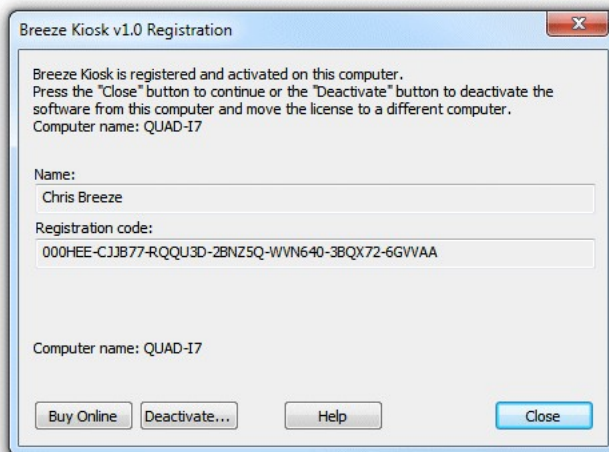 Breeze Kiosk v1.0 Registration
Breeze Kiosk is registered and activated on this computer.
Press the "Close" button to continue or the "Deactivate" button to deactivate the
software from this computer and move the license to a different computer.
Computer name: QUAD-I7
Name:
Chris Breeze
Registration code:
000HEE-CJJB77-RQQU3D-2BNZ5Q-WVN640-3BQX72-6GVVAA
Computer name: QUAD-I7
Buy Online Deactivate... Help Close